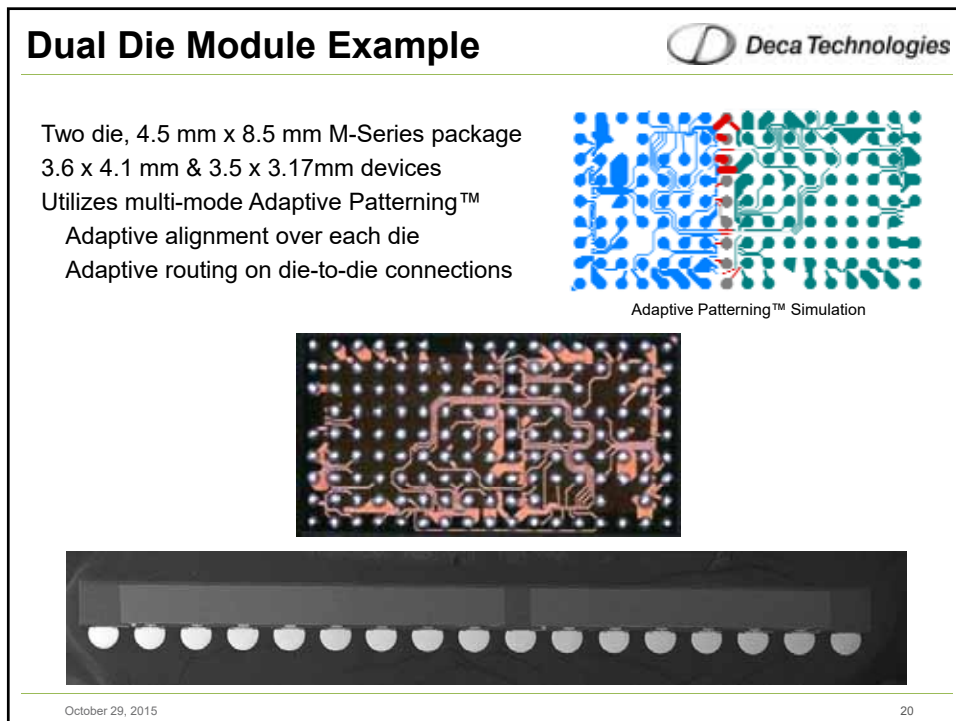 Dual Die Module Example
Deca Technologies
Two die, 4.5 mm x 8.5 mm M-Series package
3.6 x 4.1 mm & 3.5 x 3.17mm devices
Utilizes multi-mode Adaptive Patterning™
Adaptive alignment over each die
Adaptive routing on die-to-die connections
Adaptive Patterning™ Simulation
October 29, 2015
20